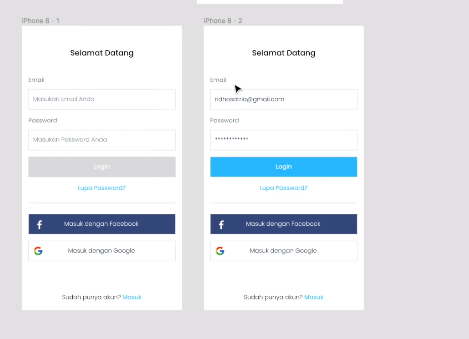 iPhone 8 - 1
Selamat Datang
Email
Masukan Email Anda
Password
Masukan Password Anda
Login
Lupa Password?
Masuk dengan Facebook
Masuk dengan Google
Sudah punya akun? Masuk
iPhone 8 - 2
Selamat Datang
Email
ridhosatria@gmail.com
Password
************
Login
Lupa Password?
Masuk dengan Facebook
Masuk dengan Google
Sudah punya akun? Masuk